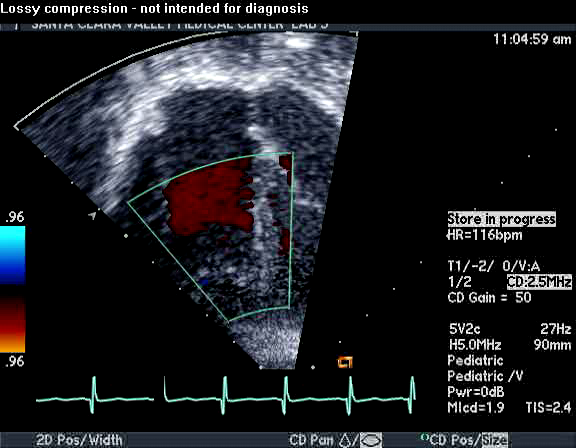 Lossy compression - not intended for diagnosis
SANTA CLARA VALLEY MEDICAL CENTER LAB 3
11:04:59 am
.96
.96
Store in progress
HR=116bpm
T1/-2/ 0/V:A
1/2 CD:2.5MHz
CD Gain = 50
5V2c 27Hz
H5.0MHz 90mm
Pediatric
Pediatric /V
Pwr=0dB
MIcd=1.9 TIS=2.4
2D Pos/Width CD Pan CD Pos/Size